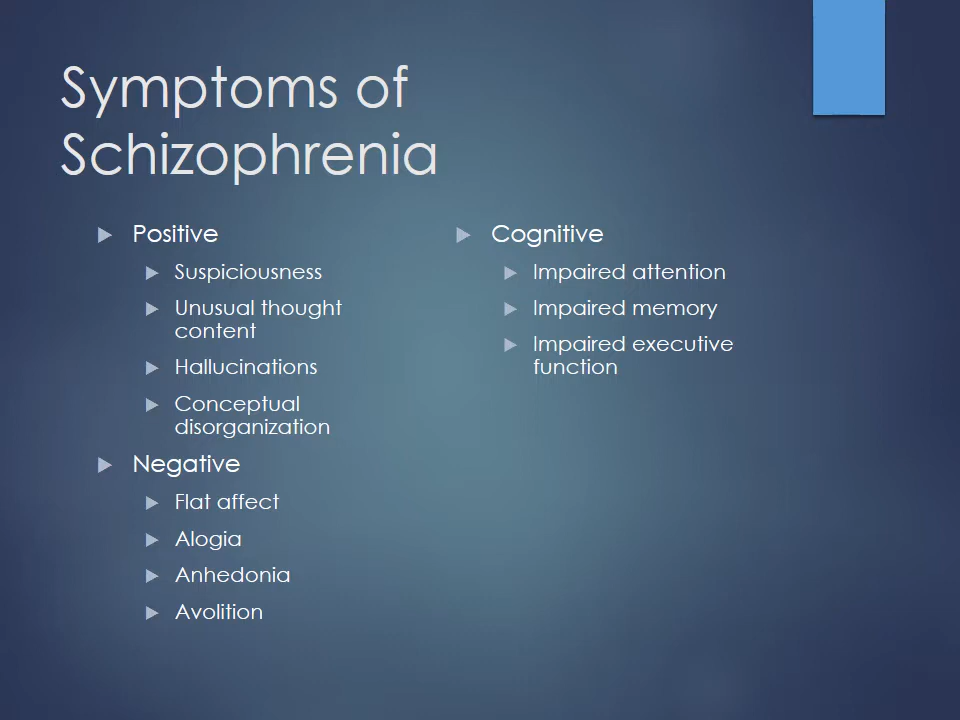 Symptoms of
Schizophrenia
Positive
Suspiciousness
Unusual thought
content
Hallucinations
Conceptual
disorganization
Negative
Flat affect
Alogia
Anhedonia
Avolition
Cognitive
Impaired attention
Impaired memory
Impaired executive
function